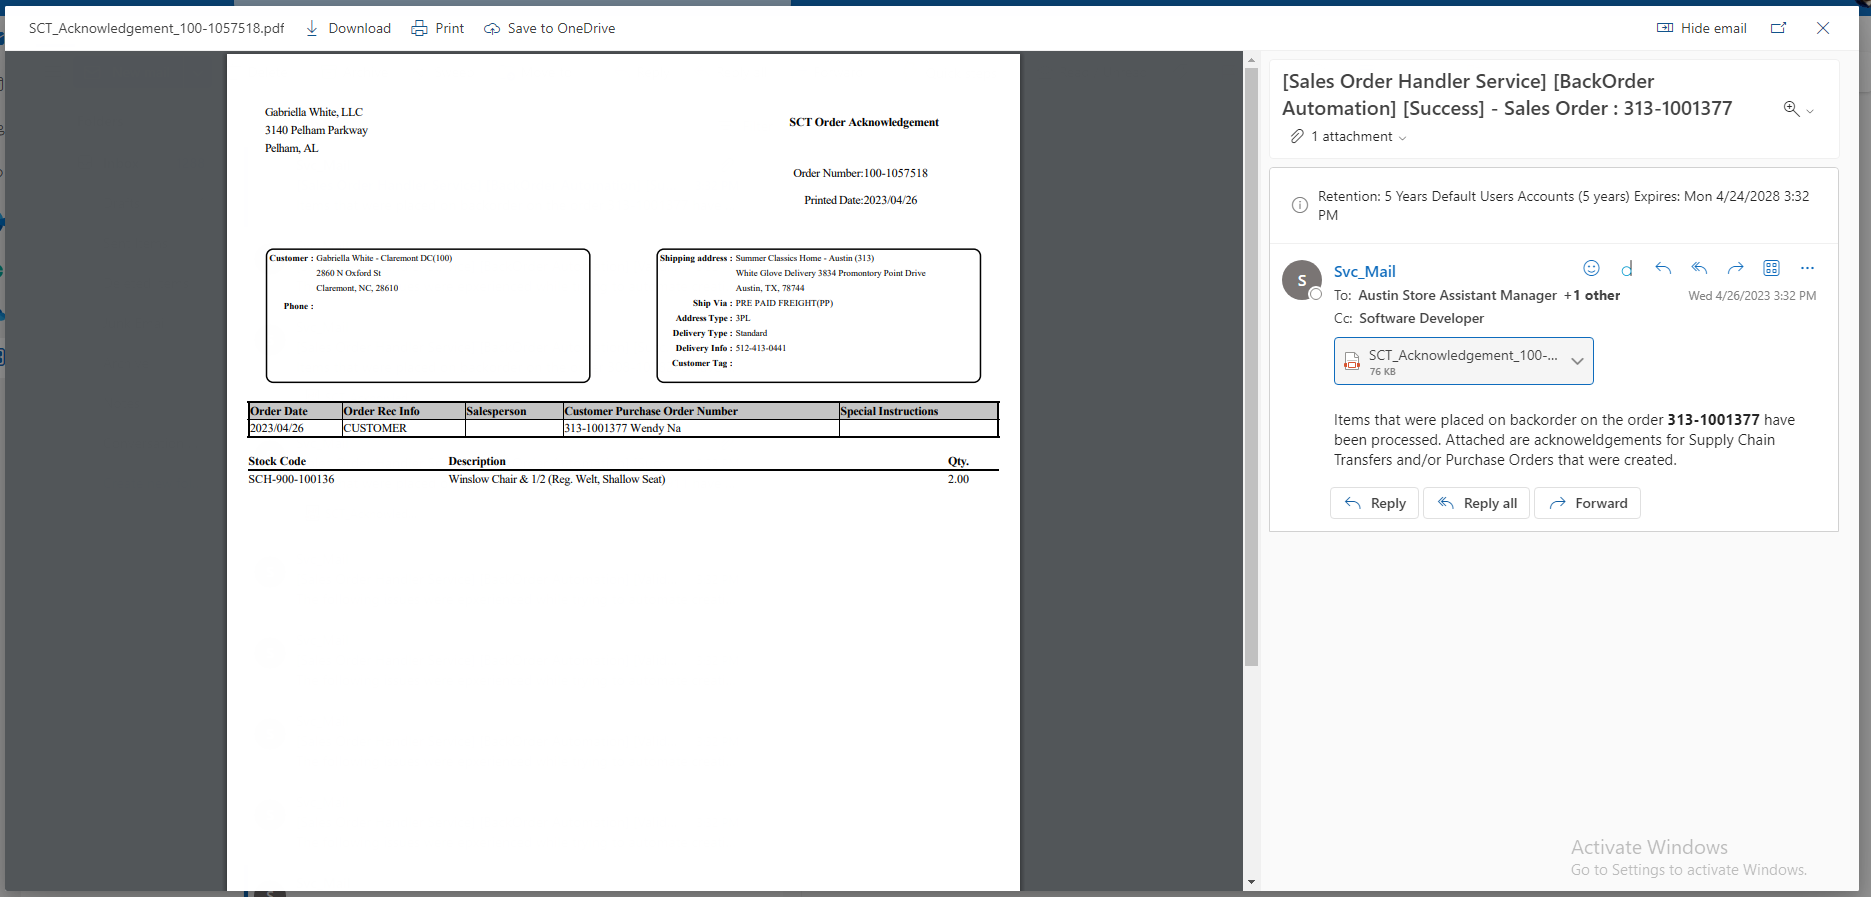 SCT_Acknowledgement_100-1057518.pdf
Download
Print
Save to OneDrive
Hide email
Gabriella White, LLC
3140 Pelham Parkway
Pelham, AL
SCT Order Acknowledgement
Order Number:100-1057518
Printed Date:2023/04/26
Customer : Gabriella White - Claremont DC(100)
2860 N Oxford St
Claremont, NC, 28610
Phone :
Shipping address : Summer Classics Home - Austin (313)
White Glove Delivery 3834 Promontory Point Drive
Austin, TX, 78744
Ship Via : PRE PAID FREIGHT(PP)
Address Type : 3PL
Delivery Type : Standard
Delivery Info : 512-413-0441
Customer Tag :
Order Date Order Rec Info Salesperson Customer Purchase Order Number Special Instructions
2023/04/26 CUSTOMER 313-1001377 Wendy Na
Stock Code Description Qty.
SCH-900-100136 Winslow Chair & 1/2 (Reg. Welt, Shallow Seat) 2.00
[Sales Order Handler Service] [BackOrder
Automation] [Success] - Sales Order : 313-1001377
1 attachment
Retention: 5 Years Default Users Accounts (5 years) Expires: Mon 4/24/2028 3:32
PM
S
Svc_Mail
To: Austin Store Assistant Manager +1 other
Wed 4/26/2023 3:32 PM
Cc: Software Developer
SCT_Acknowledgement_100-...
76 KB
Items that were placed on backorder on the order 313-1001377 have
been processed. Attached are acknoweldgements for Supply Chain
Transfers and/or Purchase Orders that were created.
Reply
Reply all
Forward
Activate Windows
Go to Settings to activate Windows.